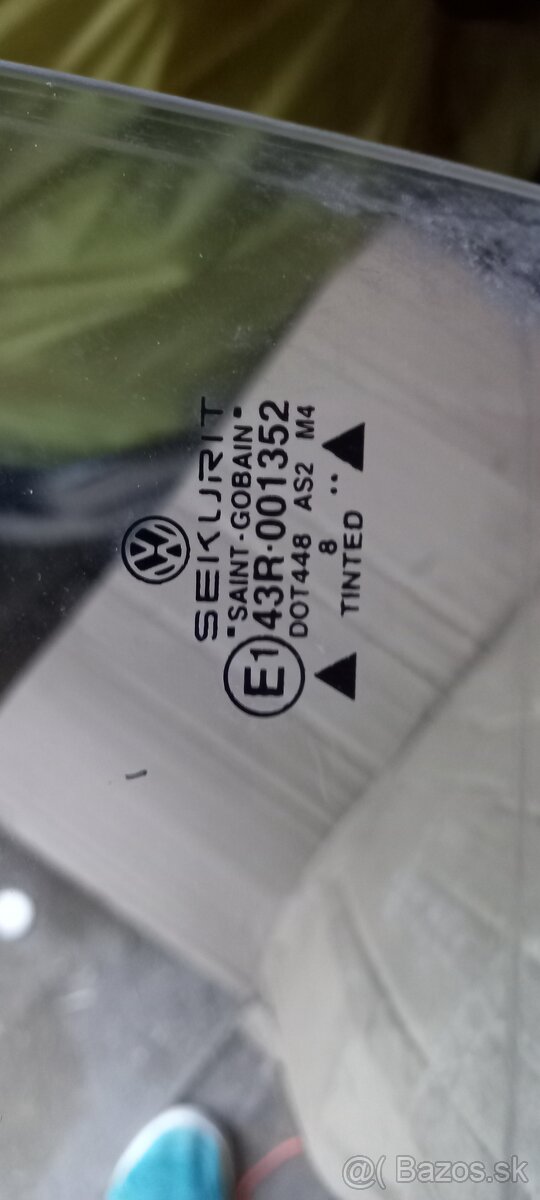 SEKURIT
"SAINT-GOBAIN"
E1 43R-001352
DOT448 AS2 M4
8 ..
TINTED
@( Bazos.sk